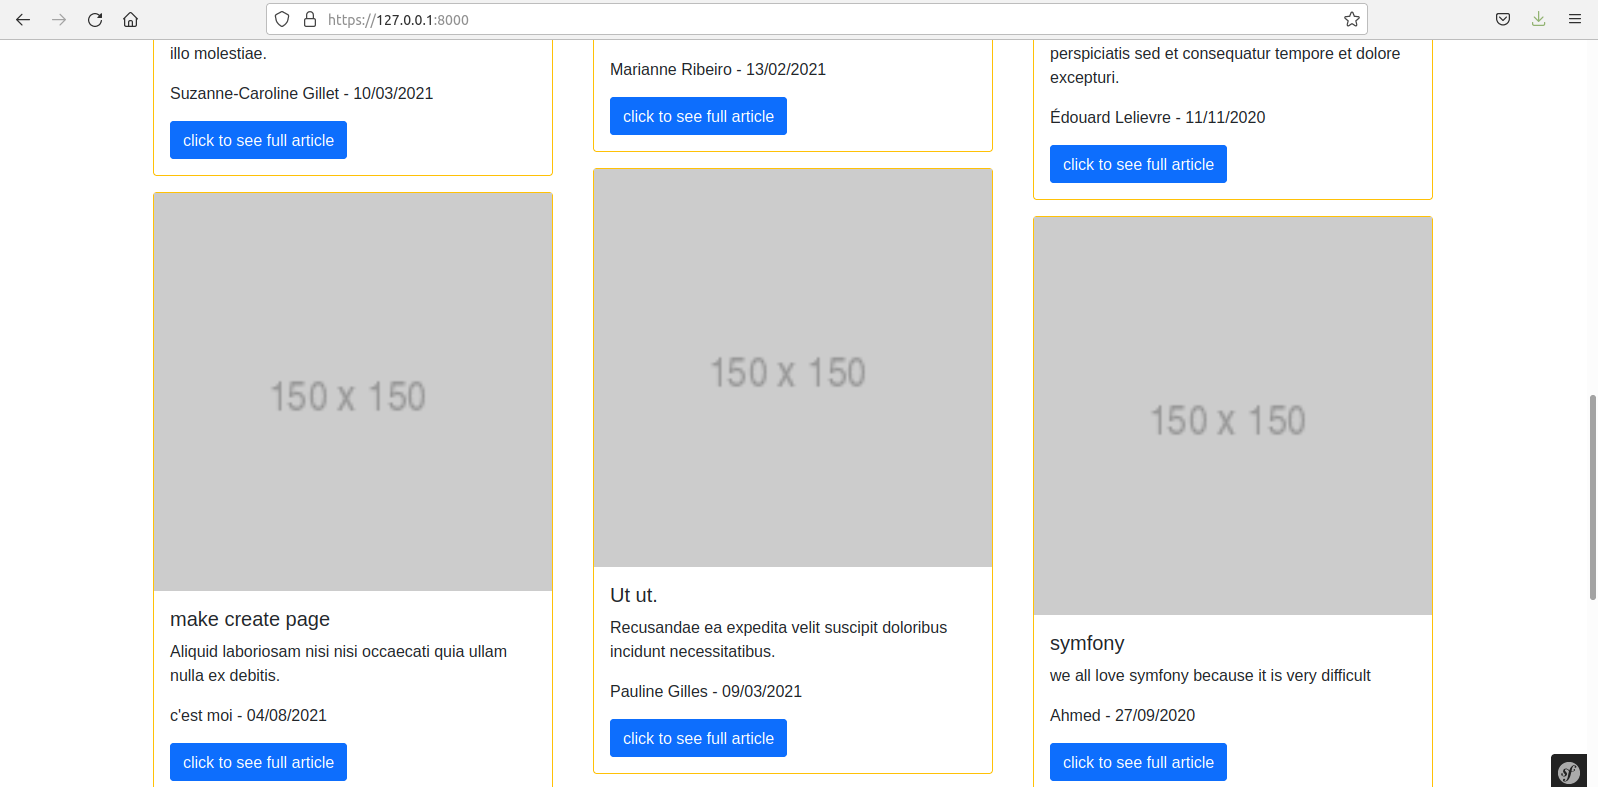 https://127.0.0.1:8000
illo molestiae.
Suzanne-Caroline Gillet - 10/03/2021
click to see full article
150 x 150
make create page
Aliquid laboriosam nisi nisi occaecati quia ullam
nulla ex debitis.
c'est moi - 04/08/2021
click to see full article
Marianne Ribeiro - 13/02/2021
click to see full article
150 x 150
Ut ut.
Recusandae ea expedita velit suscipit doloribus
incidunt necessitatibus.
Pauline Gilles - 09/03/2021
click to see full article
perspiciatis sed et consequatur tempore et dolore
excepturi.
Édouard Lelievre - 11/11/2020
click to see full article
150 x 150
symfony
we all love symfony because it is very difficult
Ahmed - 27/09/2020
click to see full article
sf